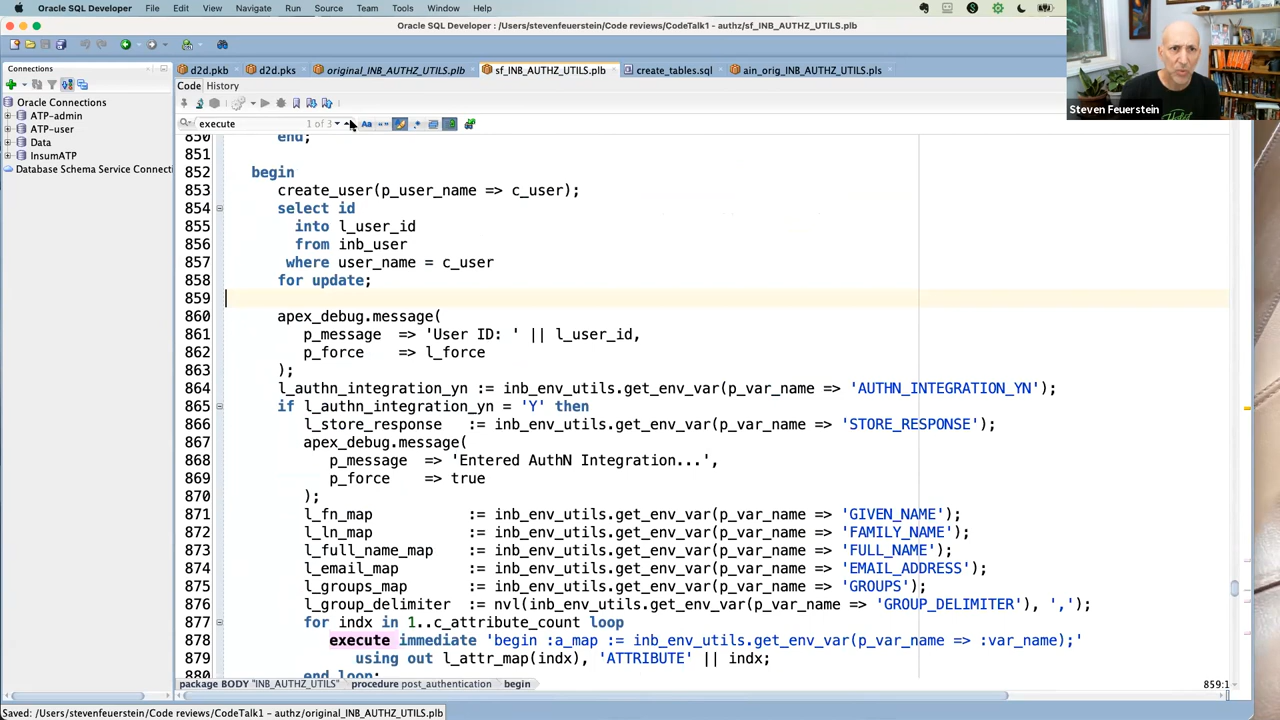 SQL Developer File Edit View Navigate Run Source Team Tools Window Help
Oracle SQL Developer : /Users/stevenfeuerstein/Code reviews/CodeTalk1 - authz/sf_INB_AUTHZ_UTILS.plb
Connections
d2d.pkb
d2d.pks
original_INB_AUTHZ_UTILS.plb
sf_INB_AUTHZ_UTILS.plb
create_tables.sql
ain_orig_INB_AUTHZ_UTILS.pls
Steven Feuerstein
Code History
Oracle Connections
ATP-admin
ATP-user
Data
InsumATP
Database Schema Service Connecti
execute 1 of 3
850 end;
851
852 begin
853 create_user(p_user_name => c_user);
854 select id
855 into l_user_id
856 from inb_user
857 where user_name = c_user
858 for update;
859
860 apex_debug.message(
861 p_message => 'User ID: ' || l_user_id,
862 p_force => l_force
863 );
864 l_authn_integration_yn := inb_env_utils.get_env_var(p_var_name => 'AUTHN_INTEGRATION_YN');
865 if l_authn_integration_yn = 'Y' then
866 l_store_response := inb_env_utils.get_env_var(p_var_name => 'STORE_RESPONSE');
867 apex_debug.message(
868 p_message => 'Entered AuthN Integration...',
869 p_force => true
870 );
871 l_fn_map := inb_env_utils.get_env_var(p_var_name => 'GIVEN_NAME');
872 l_ln_map := inb_env_utils.get_env_var(p_var_name => 'FAMILY_NAME');
873 l_full_name_map := inb_env_utils.get_env_var(p_var_name => 'FULL_NAME');
874 l_email_map := inb_env_utils.get_env_var(p_var_name => 'EMAIL_ADDRESS');
875 l_groups_map := inb_env_utils.get_env_var(p_var_name => 'GROUPS');
876 l_group_delimiter := nvl(inb_env_utils.get_env_var(p_var_name => 'GROUP_DELIMITER'), ',');
877 for indx in 1..c_attribute_count loop
878 execute immediate 'begin :a_map := inb_env_utils.get_env_var(p_var_name => :var_name);'
879 using out l_attr_map(indx), 'ATTRIBUTE' || indx;
880 end loop;
package BODY "INB_AUTHZ_UTILS" procedure post_authentication begin 859:1
Saved: /Users/stevenfeuerstein/Code reviews/CodeTalk1 - authz/original_INB_AUTHZ_UTILS.plb